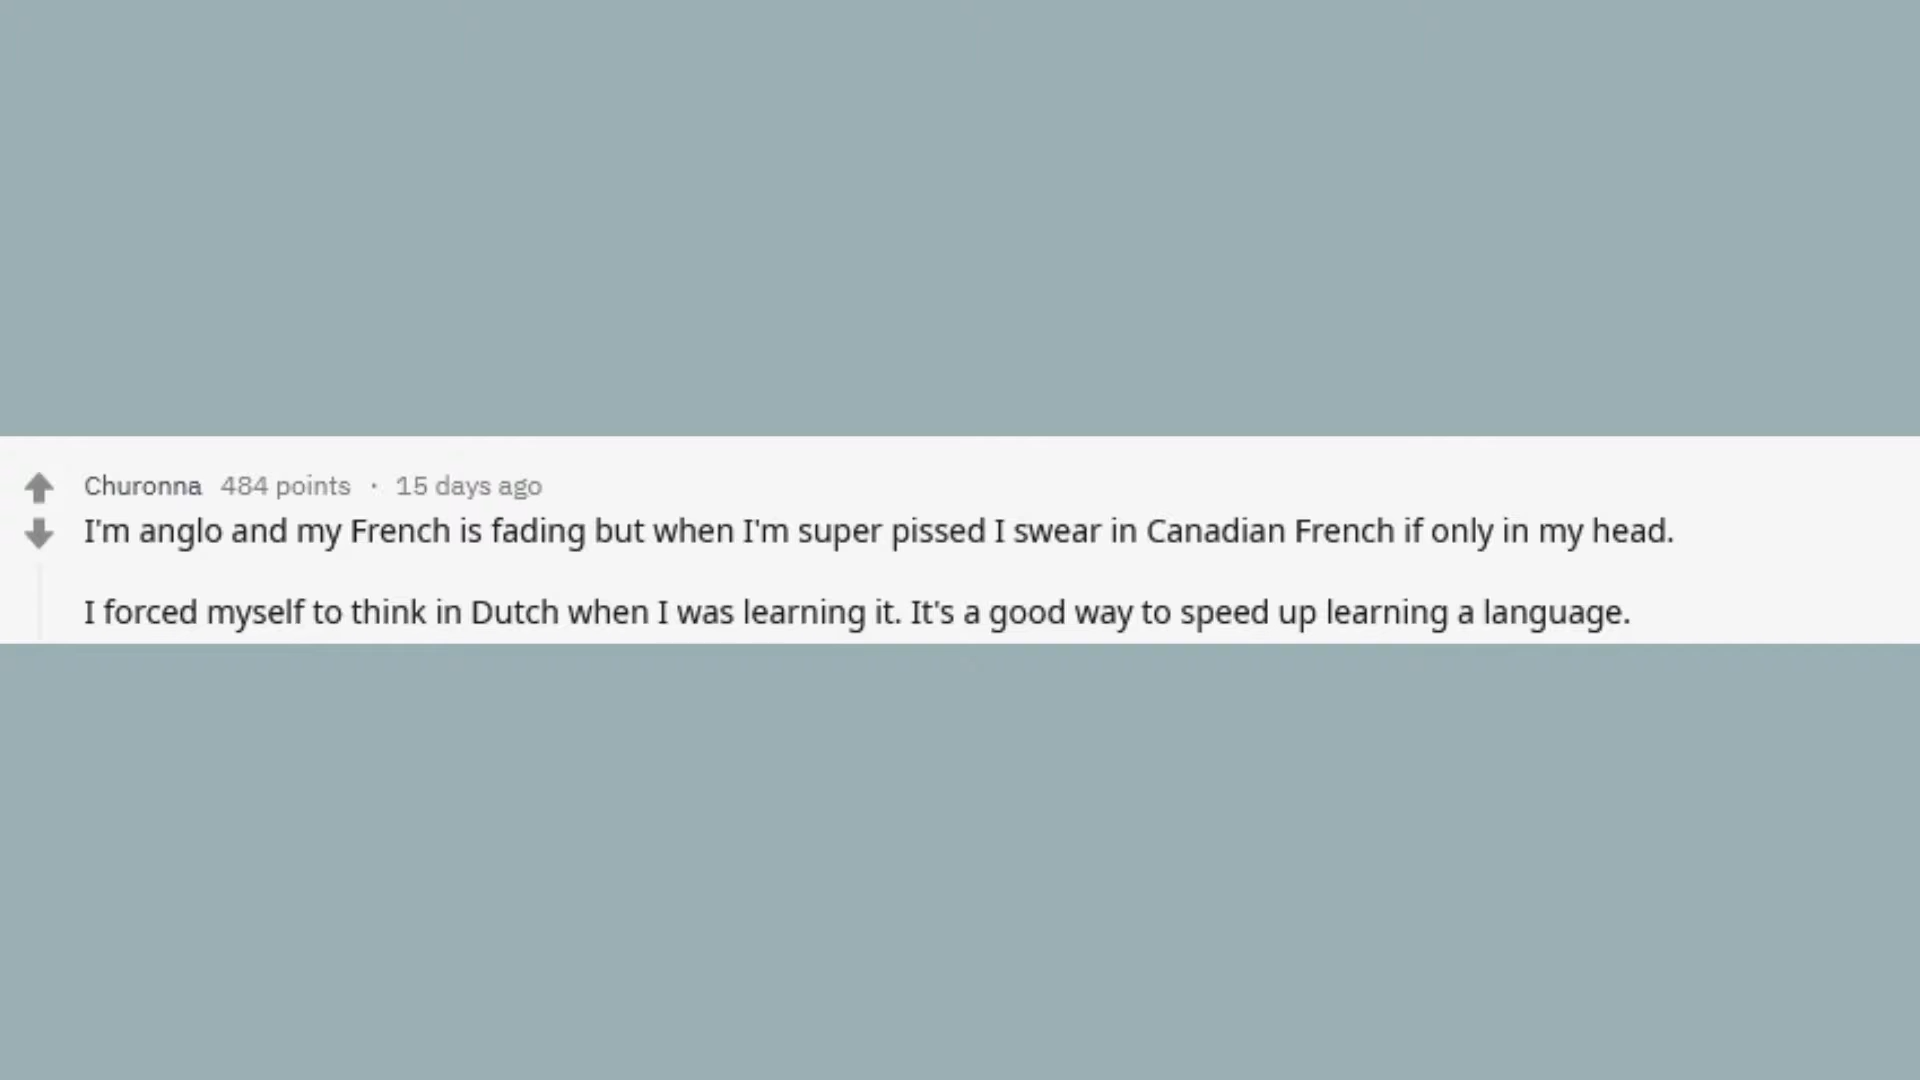 Churonna 484 points · 15 days ago
I'm anglo and my French is fading but when I'm super pissed I swear in Canadian French if only in my head.
I forced myself to think in Dutch when I was learning it. It's a good way to speed up learning a language.